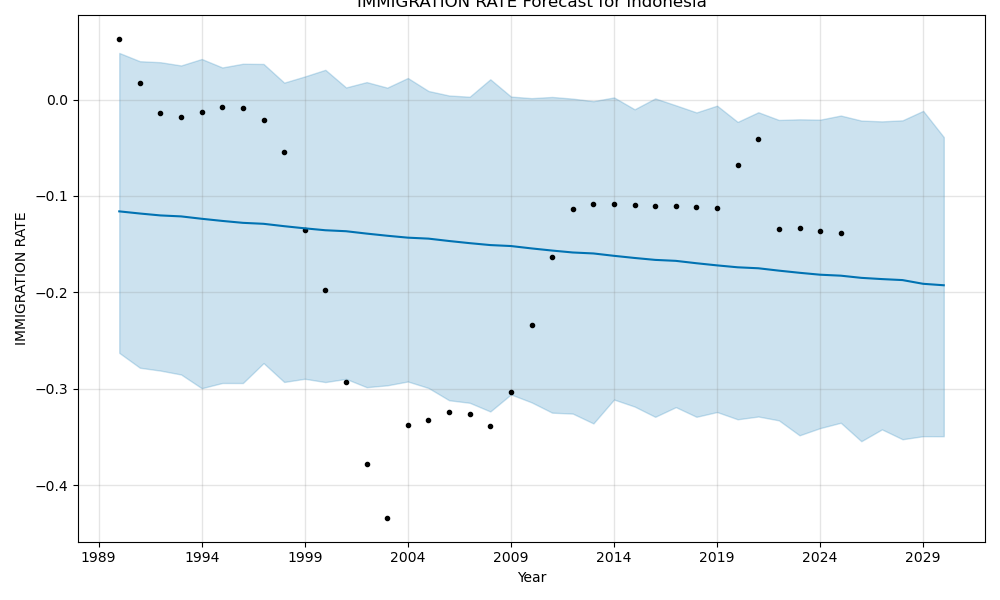 IMMIGRATION RATE Forecast for Indonesia
0.0
−0.1
−0.2
−0.3
−0.4
IMMIGRATION RATE
1989 1994 1999 2004 2009 2014 2019 2024 2029
Year